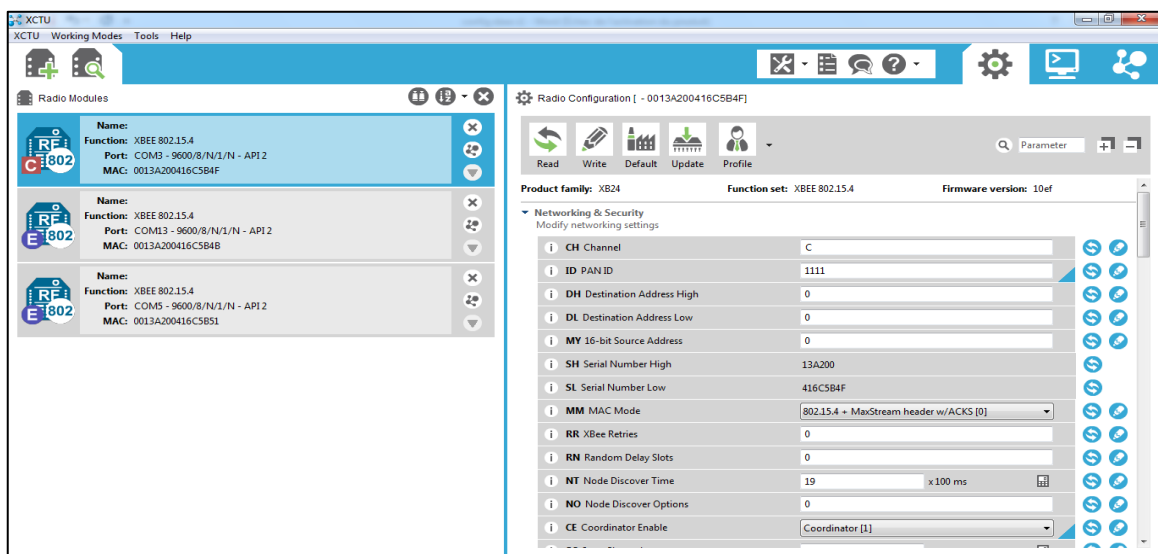 XCTU
XCTU Working Modes Tools Help
Radio Modules
Name:
Function: XBEE 802.15.4
Port: COM3 - 9600/8/N/1/N - API 2
MAC: 0013A200416C5B4F
RF
C 802
Name:
Function: XBEE 802.15.4
Port: COM13 - 9600/8/N/1/N - API 2
MAC: 0013A200416C5B4B
RF
E 802
Name:
Function: XBEE 802.15.4
Port: COM5 - 9600/8/N/1/N - API 2
MAC: 0013A200416C5B51
RF
E 802
Radio Configuration [ - 0013A200416C5B4F]
Read Write Default Update Profile
Parameter
Product family: XB24 Function set: XBEE 802.15.4 Firmware version: 10ef
Networking & Security
Modify networking settings
i CH Channel C
i ID PAN ID 1111
i DH Destination Address High 0
i DL Destination Address Low 0
i MY 16-bit Source Address 0
i SH Serial Number High 13A200
i SL Serial Number Low 416C5B4F
i MM MAC Mode 802.15.4 + MaxStream header w/ACKS [0]
i RR XBee Retries 0
i RN Random Delay Slots 0
i NT Node Discover Time 19 x 100 ms
i NO Node Discover Options 0
i CE Coordinator Enable Coordinator [1]